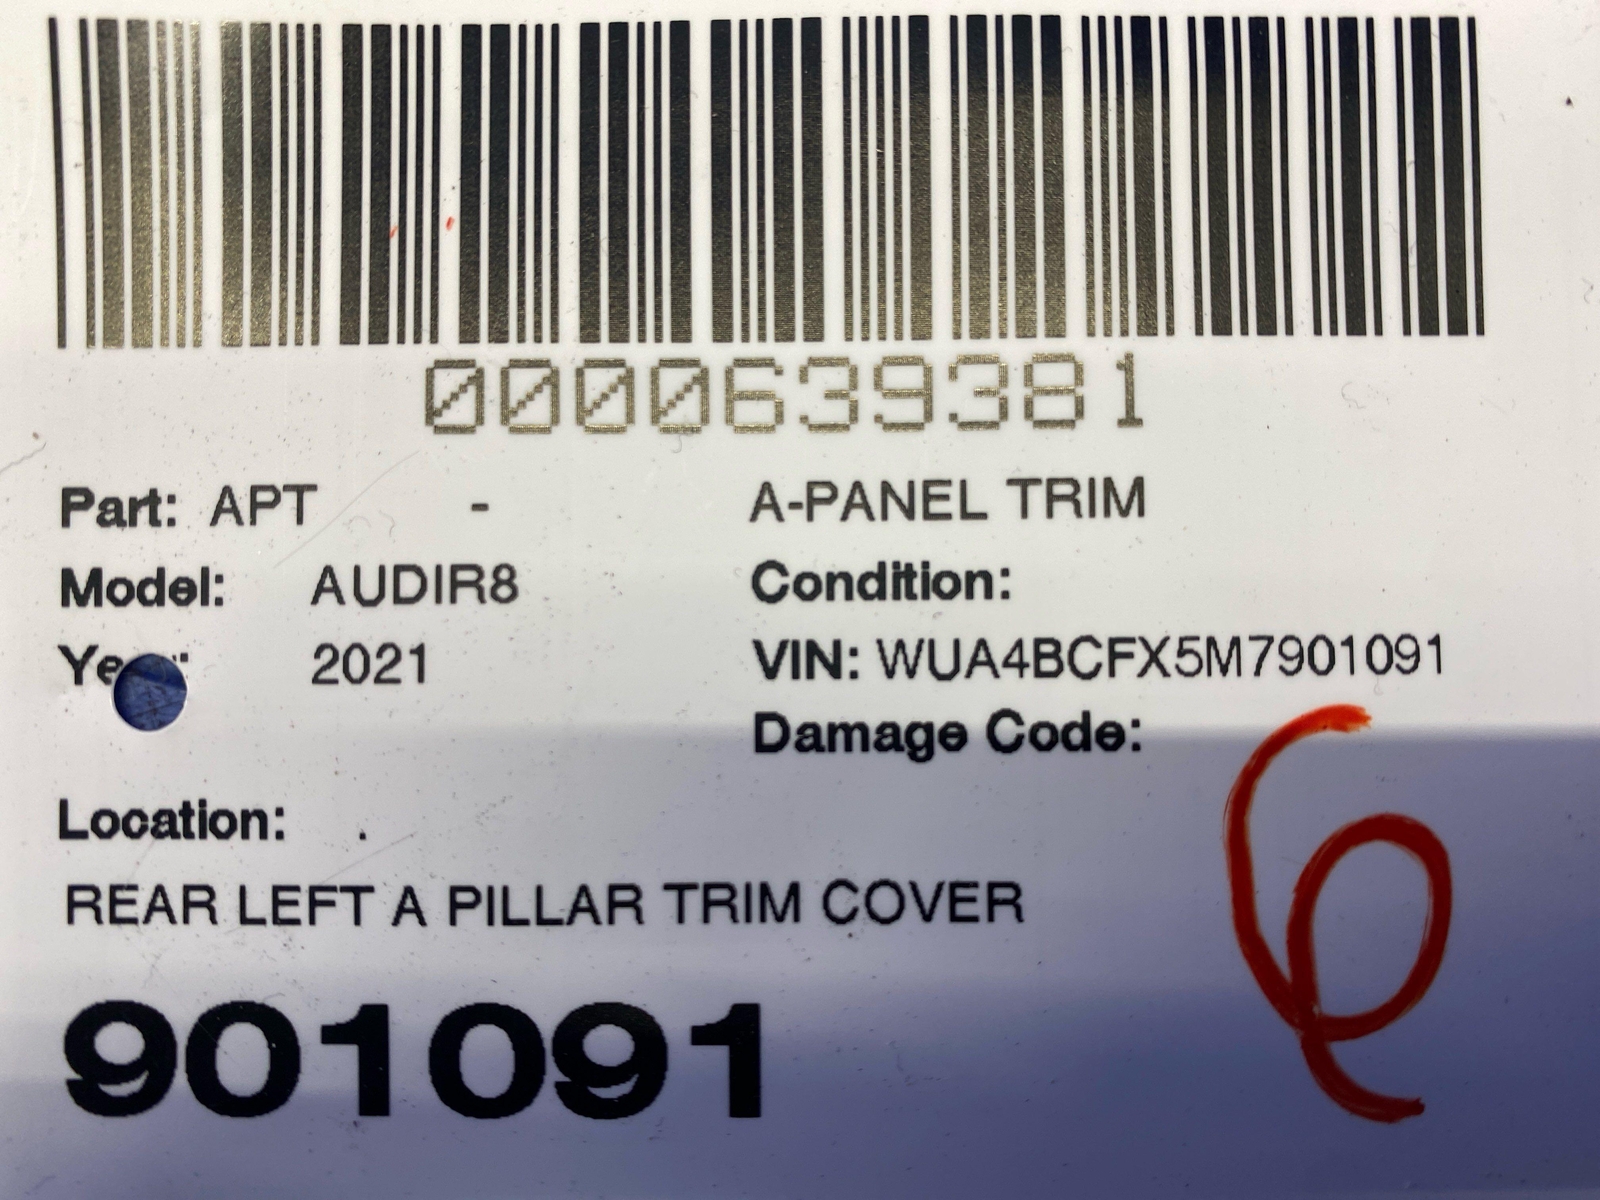 0000639381
Part: APT - A-PANEL TRIM
Model: AUDIR8 Condition:
Year: 2021 VIN: WUA4BCFX5M7901091
Damage Code:
Location: .
REAR LEFT A PILLAR TRIM COVER
901091